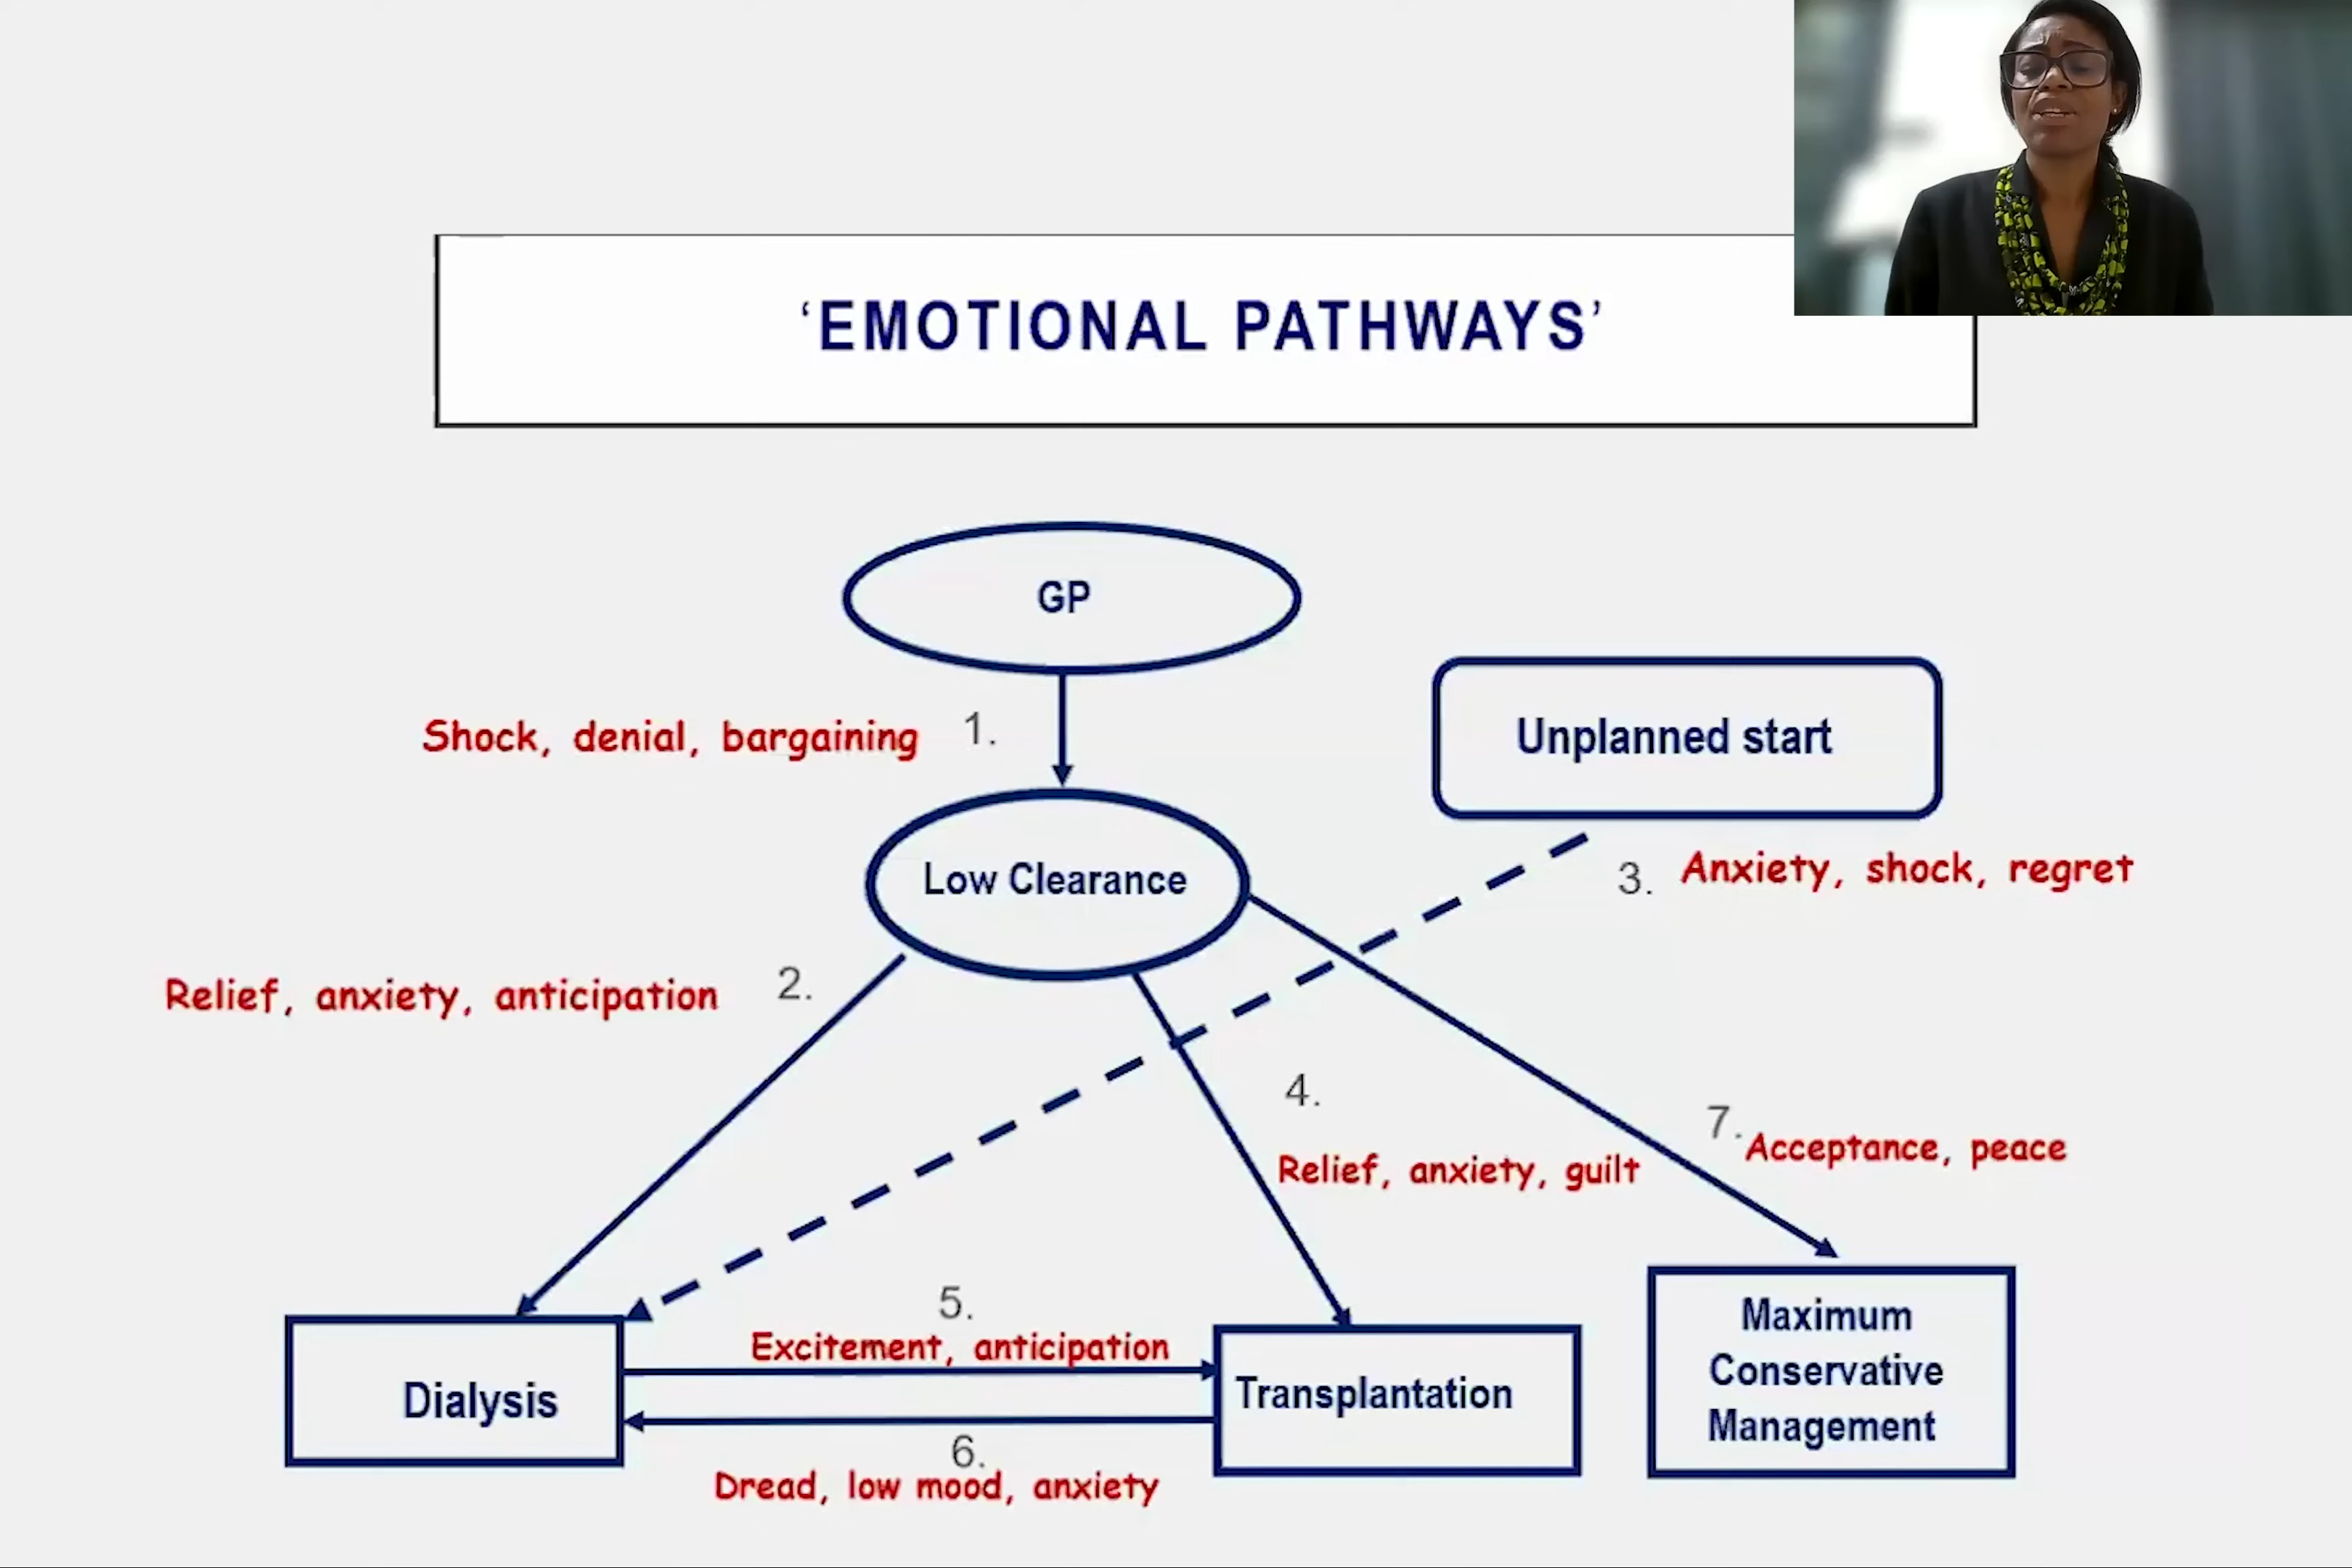 ‘EMOTIONAL PATHWAYS’
GP
Shock, denial, bargaining 1.
Unplanned start
Low Clearance
3. Anxiety, shock, regret
Relief, anxiety, anticipation 2.
4.
Relief, anxiety, guilt
7. Acceptance, peace
5.
Excitement, anticipation
Dialysis
Transplantation
Maximum
Conservative
Management
6.
Dread, low mood, anxiety